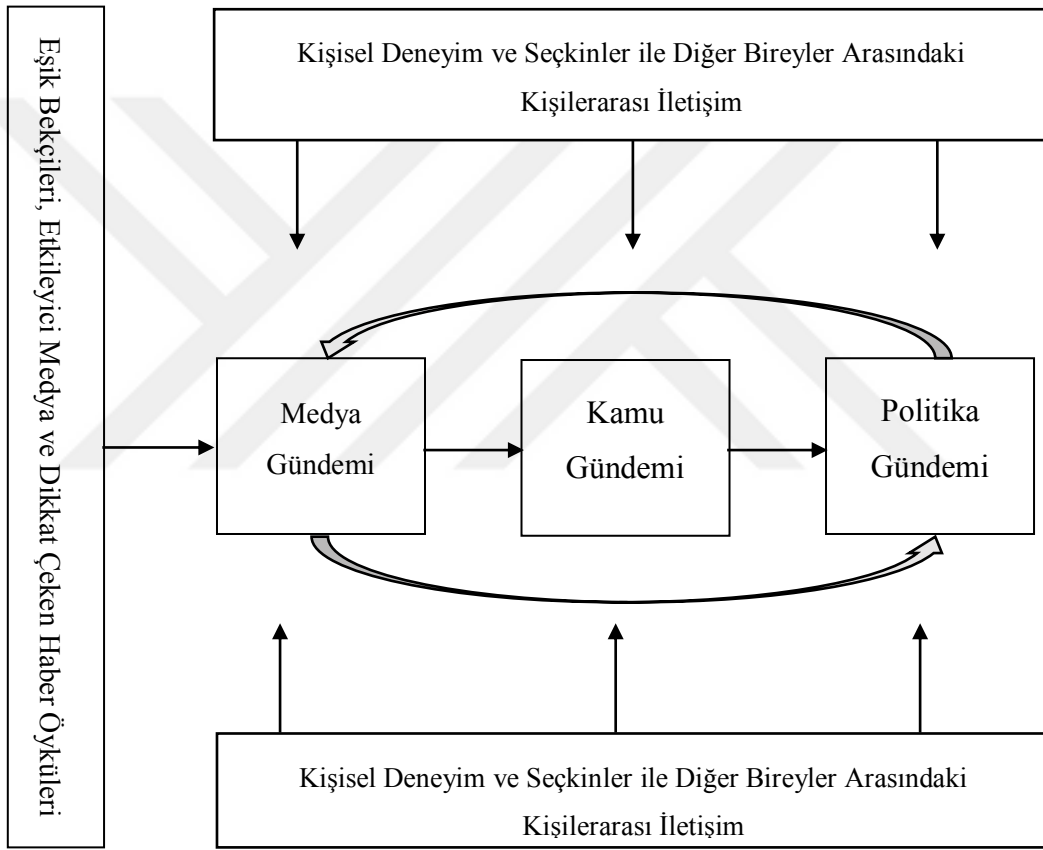 Eşik Bekçileri, Etkileyici Medya ve Dikkat Çeken Haber Öyküleri
Kişisel Deneyim ve Seçkinler ile Diğer Bireyler Arasındaki
Kişilerarası İletişim
Medya
Gündemi
Kamu
Gündemi
Politika
Gündemi
Kişisel Deneyim ve Seçkinler ile Diğer Bireyler Arasındaki
Kişilerarası İletişim